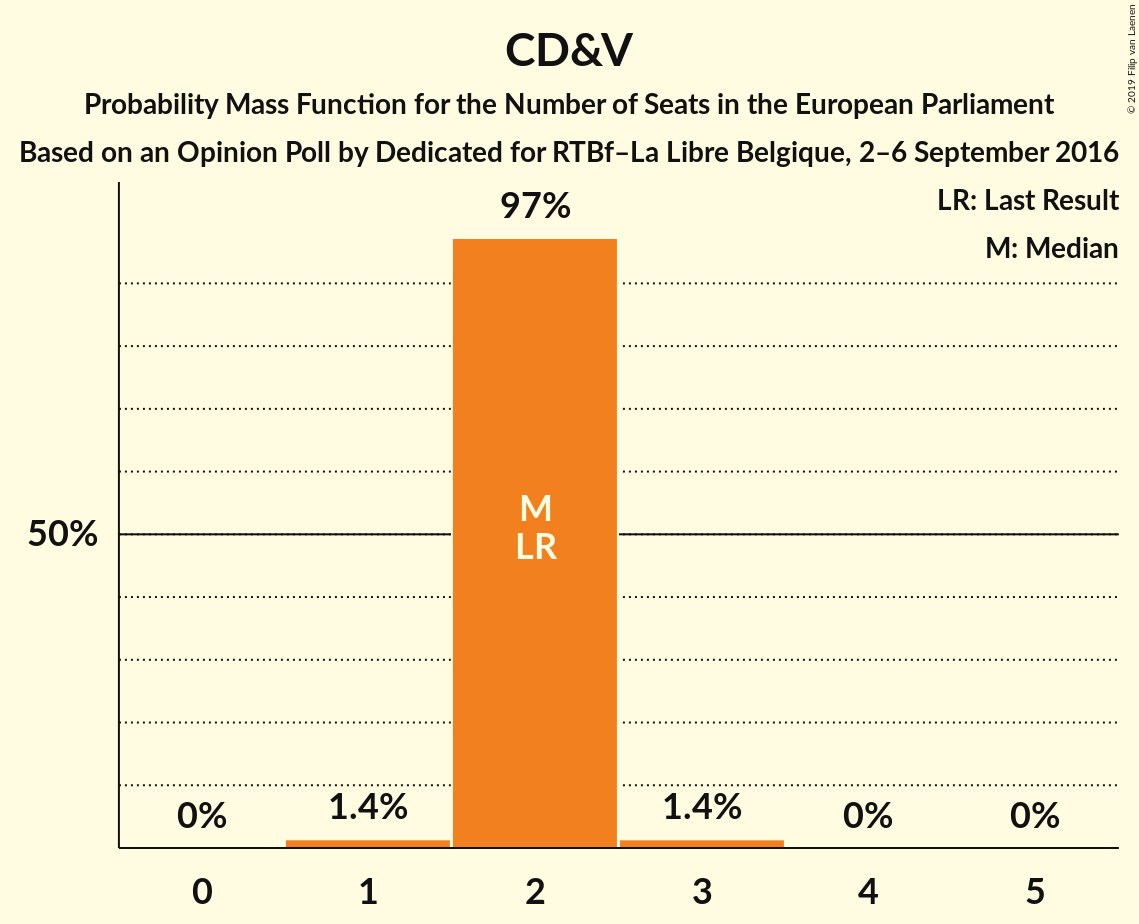 CD&V
Probability Mass Function for the Number of Seats in the European Parliament
Based on an Opinion Poll by Dedicated for RTBf–La Libre Belgique, 2–6 September 2016
© 2019 Filip van Laenen
LR: Last Result
M: Median
97%
M
LR
50%
0%
1.4%
1.4%
0%
0%
0 1 2 3 4 5